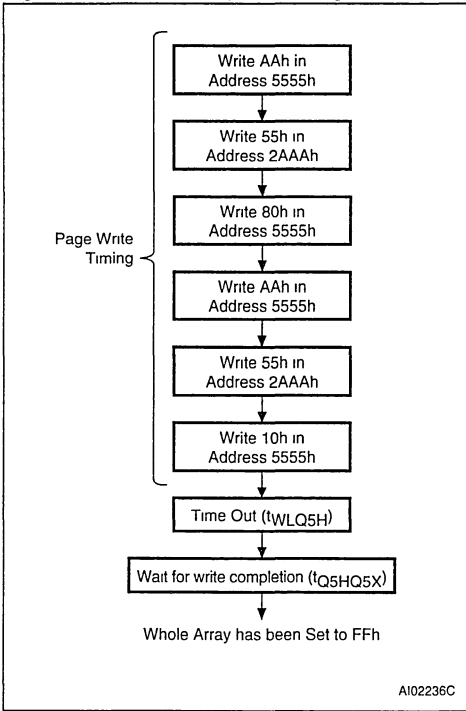 Write AAh in
Address 5555h
Write 55h in
Address 2AAAh
Write 80h in
Address 5555h
Page Write
Timing
Write AAh in
Address 5555h
Write 55h in
Address 2AAAh
Write 10h in
Address 5555h
Time Out (tWLQ5H)
Wait for write completion (tQ5HQ5X)
Whole Array has been Set to FFh
AI02236C